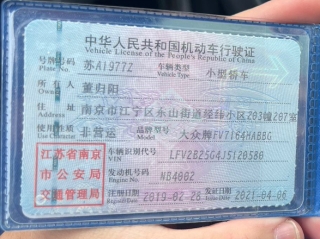 中华人民共和国机动车行驶证
Vehicle License of the People's Republic of China
号牌号码 苏A1977Z 车辆类型 小型轿车
Plate No. Vehicle Type
所有人 董归阳
Owner
住址 南京市江宁区东山街道经纬小区203幢207室
Address
使用性质 非营运 品牌型号 大众牌FV7164HABBG
Use Character Model
江苏省南京
市公安局
交通管理局
车辆识别代号 LFV2B25G4J5120580
VIN
发动机号码 NB4002
Engine No.
注册日期 2019-02-28 发证日期 2021-04-06
Register Date Issue Date